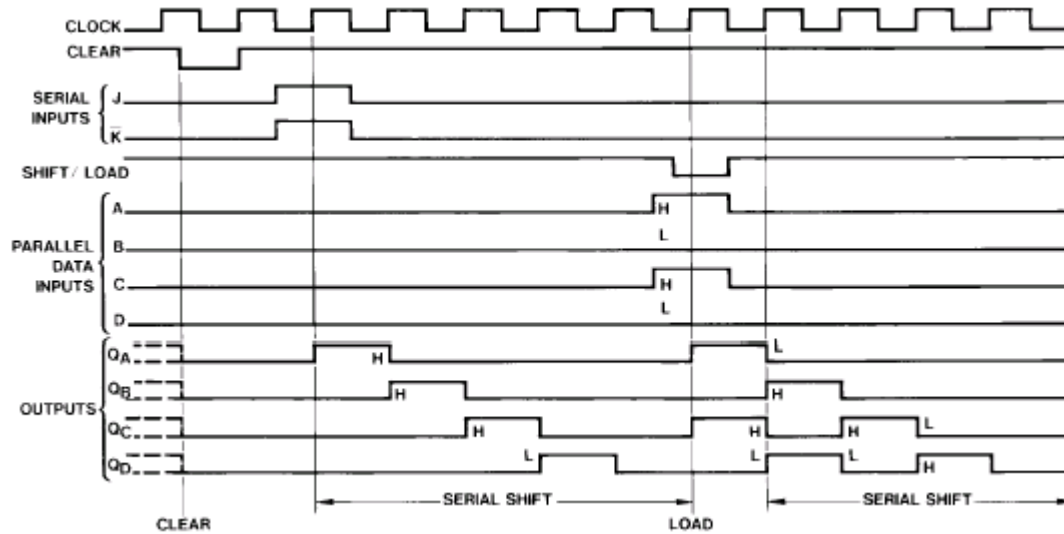 CLOCK
CLEAR
SERIAL
INPUTS
J
K̅
SHIFT/ LOAD
PARALLEL
DATA
INPUTS
A
H
L
B
C
H
L
D
OUTPUTS
QA
H
L
QB
H
H
QC
H
H
H
L
QD
L
L
L
H
SERIAL SHIFT
SERIAL SHIFT
CLEAR
LOAD